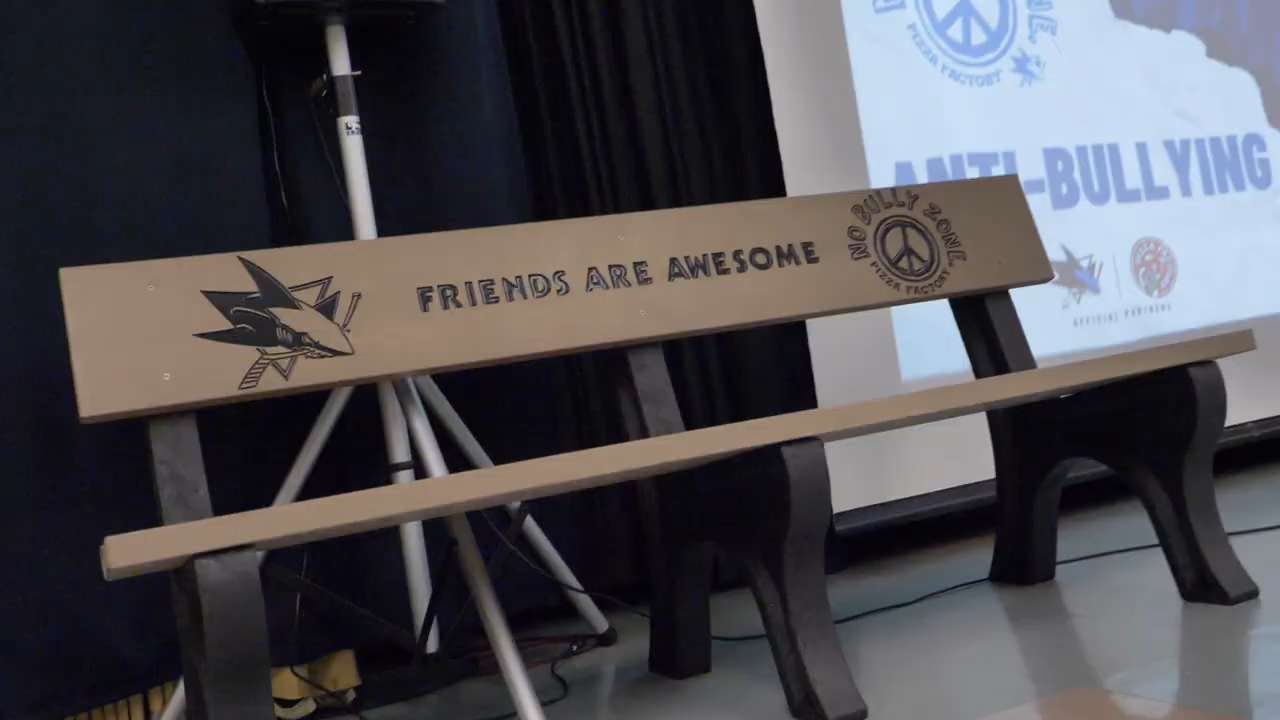 PIZZA FACTORY
ANTI-BULLYING
OFFICIAL PARTNERS
FRIENDS ARE AWESOME
NO BULLY ZONE
PIZZA FACTORY